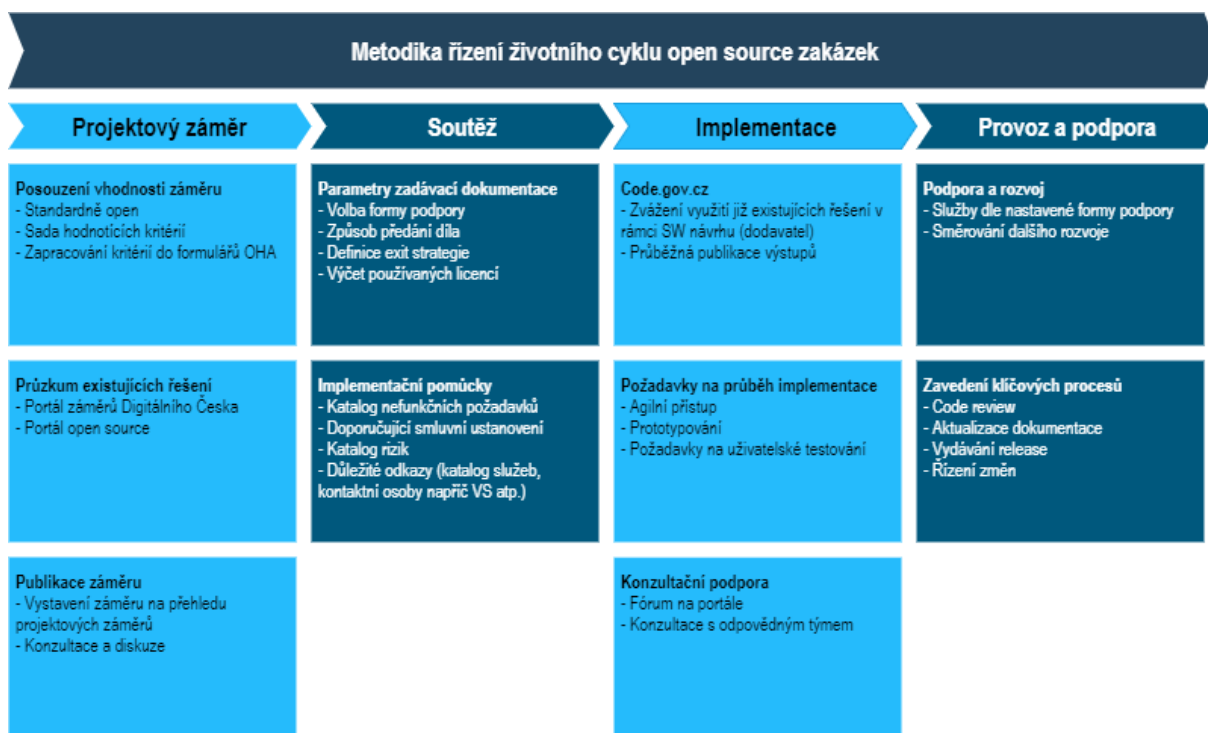 Metodika řízení životního cyklu open source zakázek
Projektový záměr
Soutěž
Implementace
Provoz a podpora
Posouzení vhodnosti záměru
- Standardně open
- Sada hodnotících kritérií
- Zapracování kritérií do formulářů OHA
Parametry zadávací dokumentace
- Volba formy podpory
- Způsob předání díla
- Definice exit strategie
- Výčet používaných licencí
Code.gov.cz
- Zvážení využití již existujících řešení v
rámci SW návrhu (dodavatel)
- Průběžná publikace výstupů
Podpora a rozvoj
- Služby dle nastavené formy podpory
- Směrování dalšího rozvoje
Průzkum existujících řešení
- Portál záměrů Digitálního Česka
- Portál open source
Implementační pomůcky
- Katalog nefunkčních požadavků
- Doporučující smluvní ustanovení
- Katalog rizik
- Důležité odkazy (katalog služeb,
kontaktní osoby napříč VS atp.)
Požadavky na průběh implementace
- Agilní přístup
- Prototypování
- Požadavky na uživatelské testování
Zavedení klíčových procesů
- Code review
- Aktualizace dokumentace
- Vydávání release
- Řízení změn
Publikace záměru
- Vystavení záměru na přehledu
projektových záměrů
- Konzultace a diskuze
Konzultační podpora
- Fórum na portále
- Konzultace s odpovědným týmem